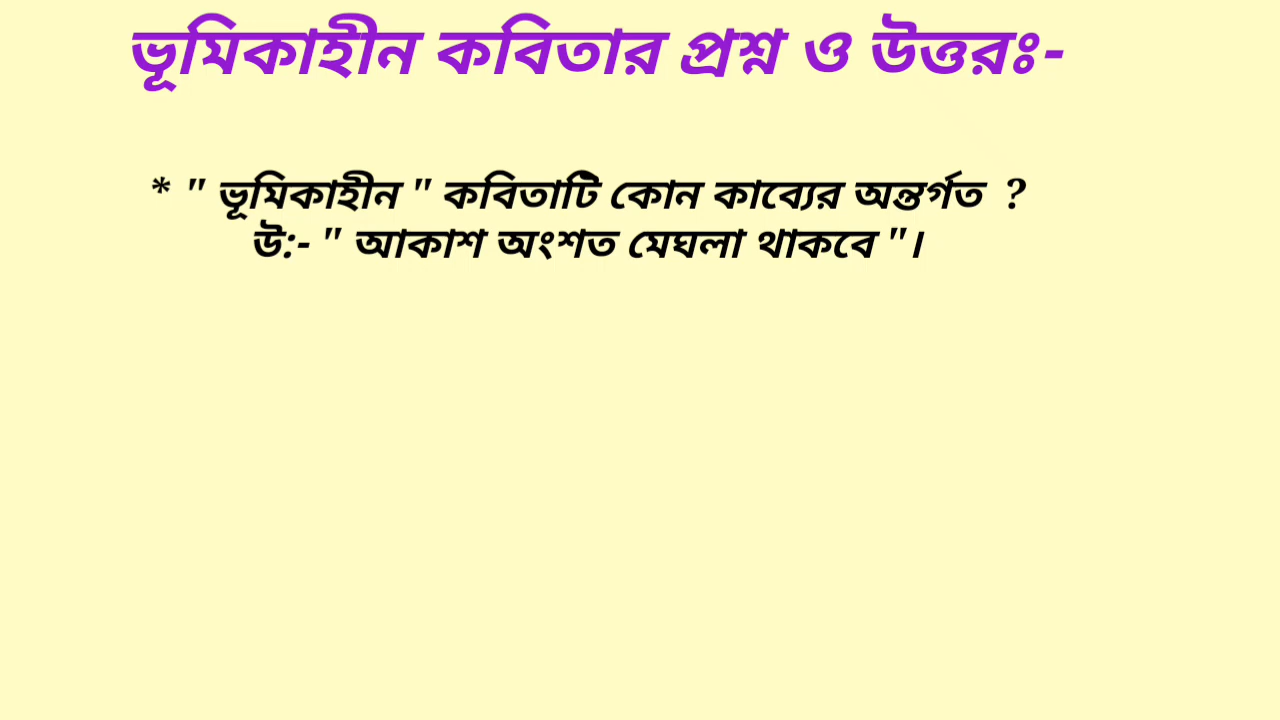 ভূমিকাহীন কবিতার প্রশ্ন ও উত্তরঃ-
* " ভূমিকাহীন " কবিতাটি কোন কাব্যের অন্তর্গত ?
উ:- " আকাশ অংশত মেঘলা থাকবে "।